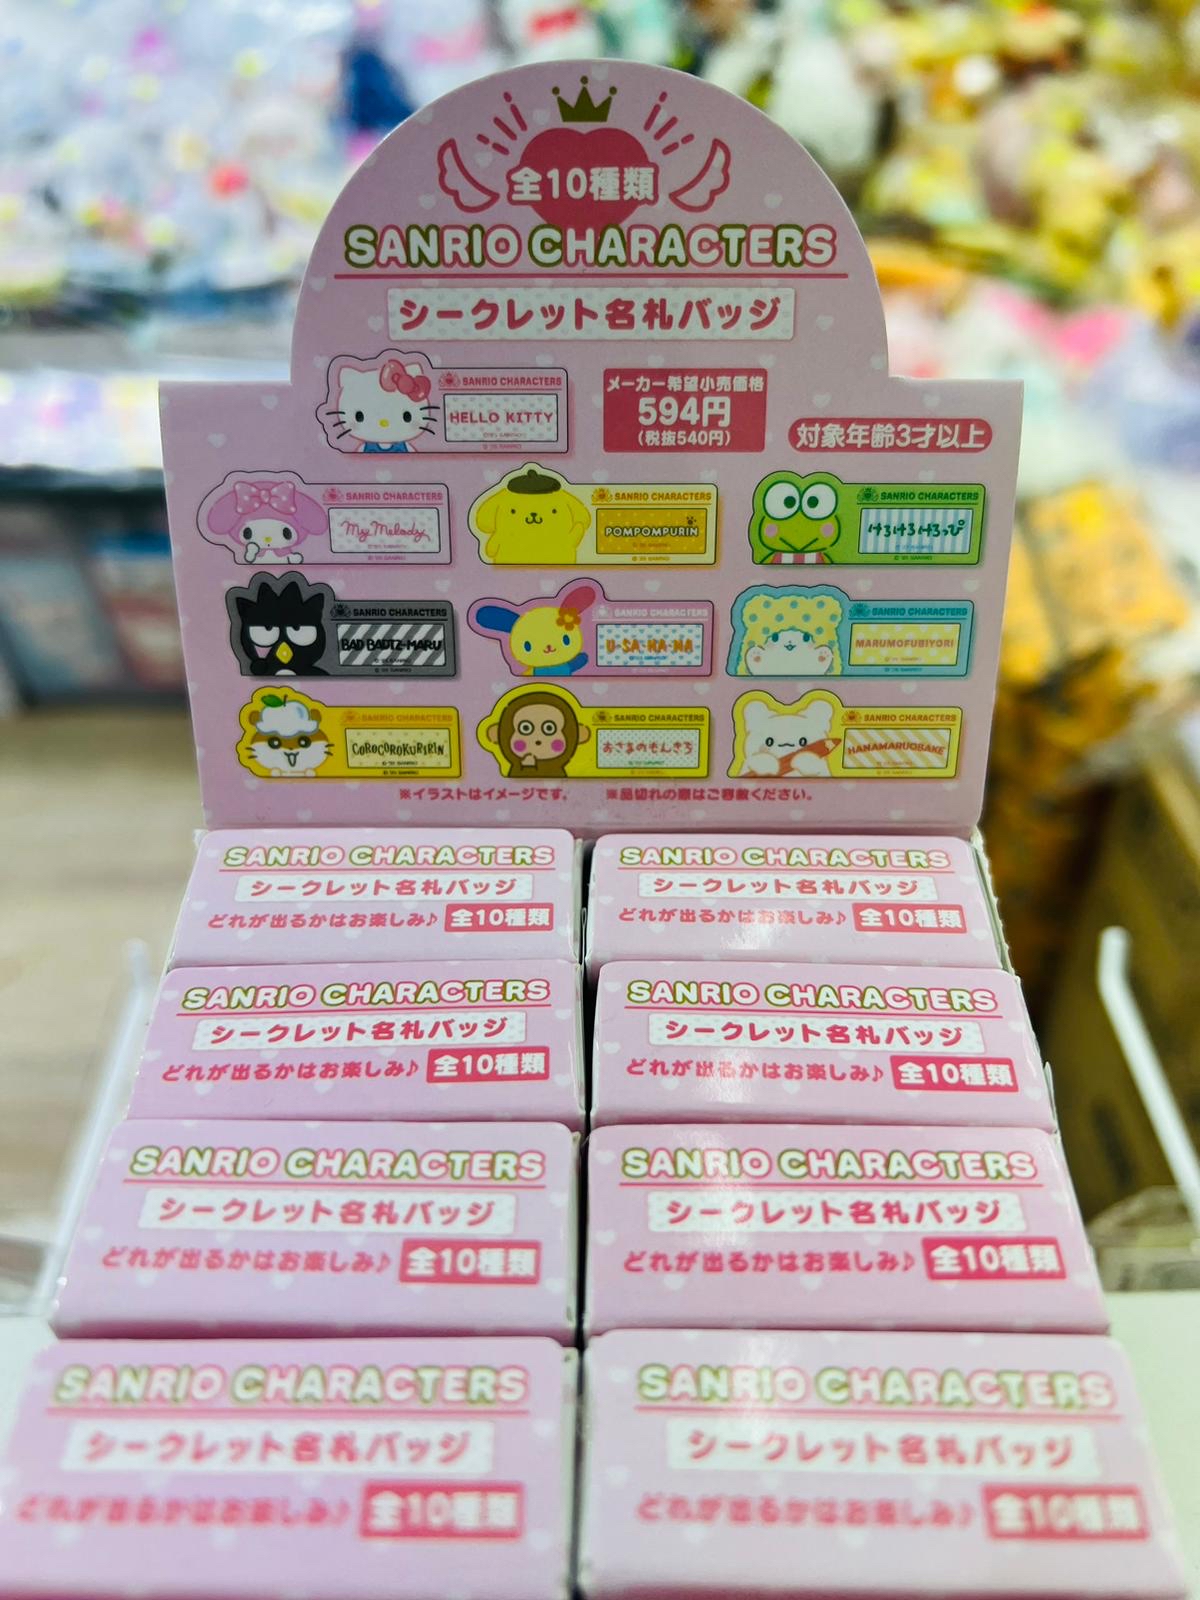 全10種類
SANRIO CHARACTERS
シークレット名札バッジ
SANRIO CHARACTERS
HELLO KITTY
メーカー希望小売価格
594円
(税抜540円)
対象年齢3才以上
SANRIO CHARACTERS
My Melody
SANRIO CHARACTERS
POMPOMPURIN
SANRIO CHARACTERS
けろけろけろっぴ
SANRIO CHARACTERS
BAD BADTZ-MARU
SANRIO CHARACTERS
U・SA・HA・NA
SANRIO CHARACTERS
MARUMOFUBIYORI
SANRIO CHARACTERS
COROCOROKURIRIN
SANRIO CHARACTERS
おさるのもんきち
SANRIO CHARACTERS
HANAMARUOBAKE
※イラストはイメージです。 ※品切れの際はご容赦ください。
SANRIO CHARACTERS
シークレット名札バッジ
どれが出るかはお楽しみ♪ 全10種類
SANRIO CHARACTERS
シークレット名札バッジ
どれが出るかはお楽しみ♪ 全10種類
SANRIO CHARACTERS
シークレット名札バッジ
どれが出るかはお楽しみ♪ 全10種類
SANRIO CHARACTERS
シークレット名札バッジ
どれが出るかはお楽しみ♪ 全10種類
SANRIO CHARACTERS
シークレット名札バッジ
どれが出るかはお楽しみ♪ 全10種類
SANRIO CHARACTERS
シークレット名札バッジ
どれが出るかはお楽しみ♪ 全10種類
SANRIO CHARACTERS
シークレット名札バッジ
どれが出るかはお楽しみ♪ 全10種類
SANRIO CHARACTERS
シークレット名札バッジ
どれが出るかはお楽しみ♪ 全10種類